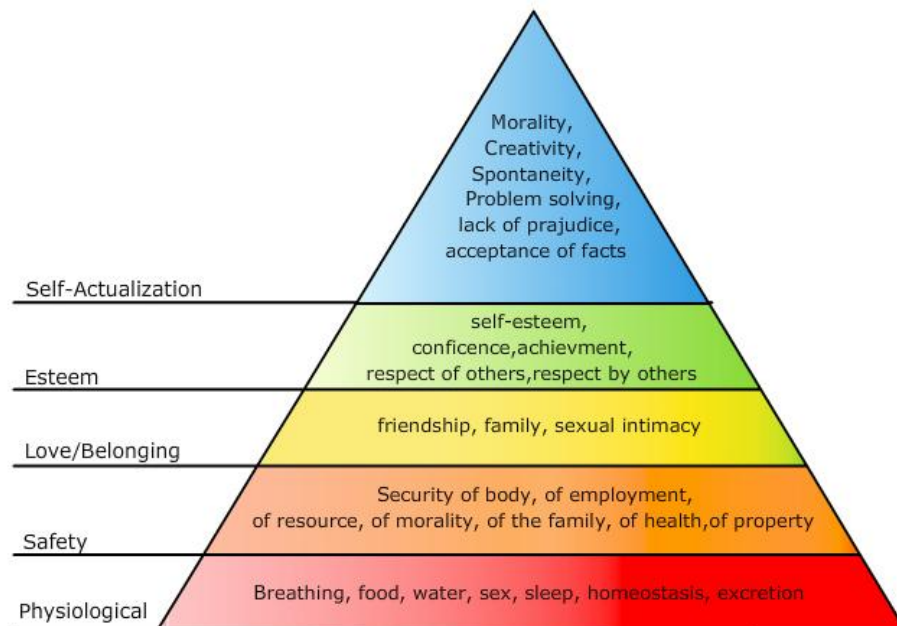 Morality,
Creativity,
Spontaneity,
Problem solving,
lack of prajudice,
acceptance of facts
Self-Actualization
self-esteem,
conficence,achievment,
respect of others,respect by others
Esteem
friendship, family, sexual intimacy
Love/Belonging
Security of body, of employment,
of resource, of morality, of the family, of health,of property
Safety
Breathing, food, water, sex, sleep, homeostasis, excretion
Physiological